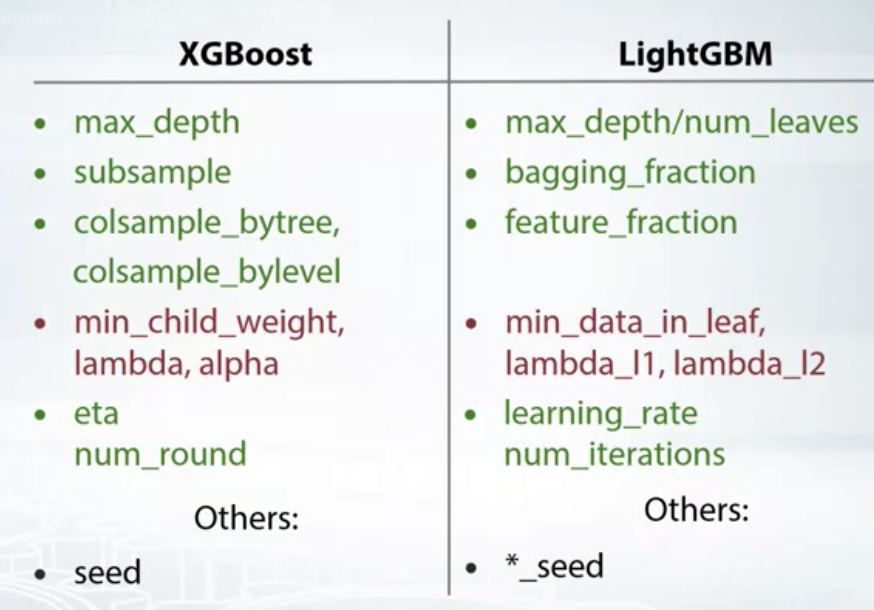 XGBoost
max_depth
subsample
colsample_bytree,
colsample_bylevel
min_child_weight,
lambda, alpha
eta
num_round
Others:
seed
LightGBM
max_depth/num_leaves
bagging_fraction
feature_fraction
min_data_in_leaf,
lambda_l1, lambda_l2
learning_rate
num_iterations
Others:
*_seed